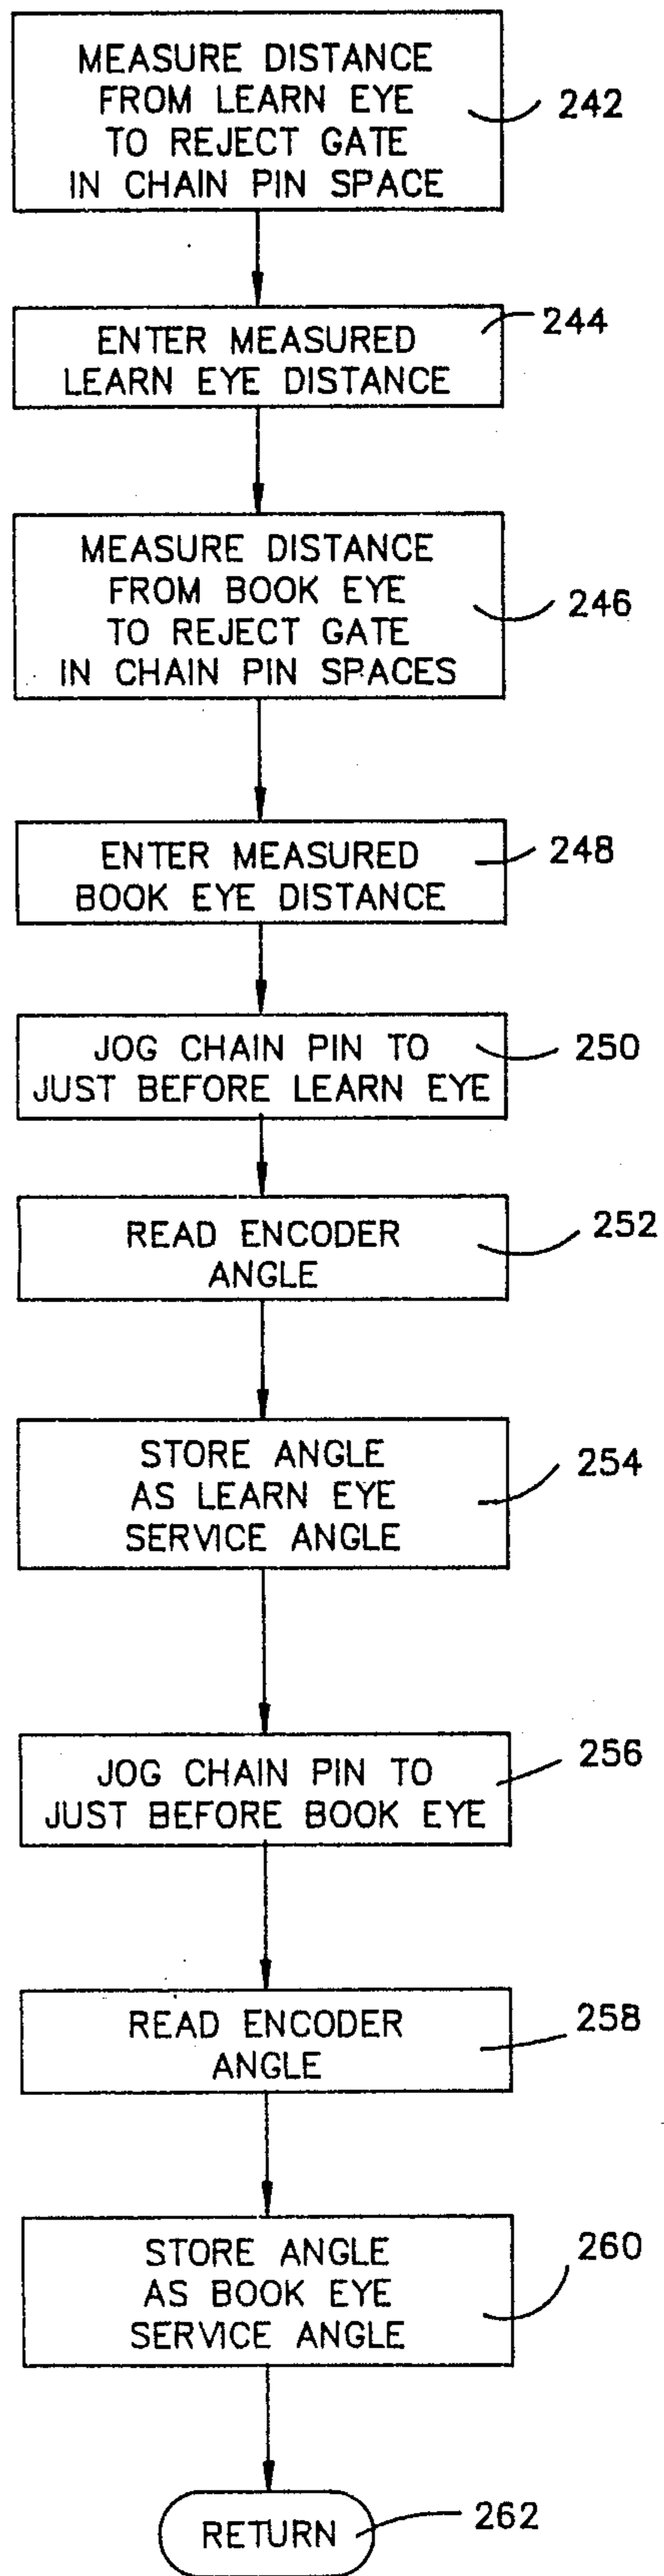 MEASURE DISTANCE
FROM LEARN EYE
TO REJECT GATE
IN CHAIN PIN SPACE
242
ENTER MEASURED
LEARN EYE DISTANCE
244
MEASURE DISTANCE
FROM BOOK EYE
TO REJECT GATE
IN CHAIN PIN SPACES
246
ENTER MEASURED
BOOK EYE DISTANCE
248
JOG CHAIN PIN TO
JUST BEFORE LEARN EYE
250
READ ENCODER
ANGLE
252
STORE ANGLE
AS LEARN EYE
SERVICE ANGLE
254
JOG CHAIN PIN TO
JUST BEFORE BOOK EYE
256
READ ENCODER
ANGLE
258
STORE ANGLE
AS BOOK EYE
SERVICE ANGLE
260
RETURN
262